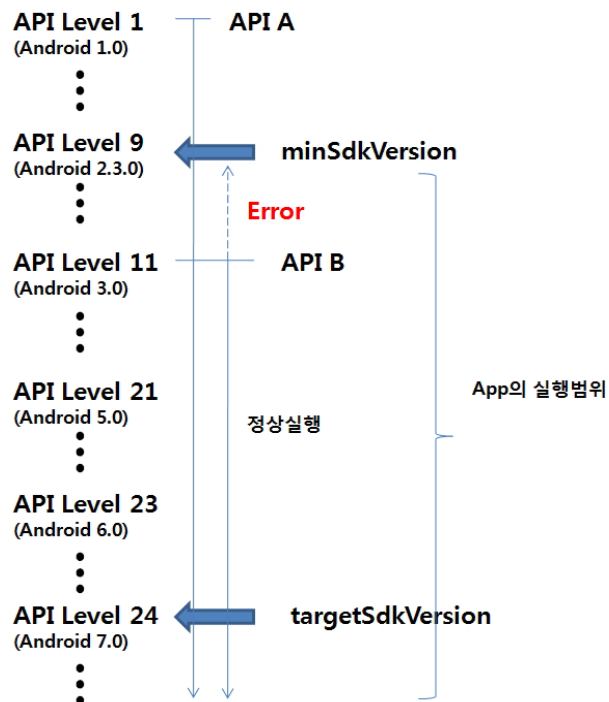 API Level 1
API A
(Android 1.0)
API Level 9
minSdkVersion
(Android 2.3.0)
Error
API Level 11
API B
(Android 3.0)
API Level 21
App의 실행범위
(Android 5.0)
정상실행
API Level 23
(Android 6.0)
API Level 24
targetSdkVersion
(Android 7.0)